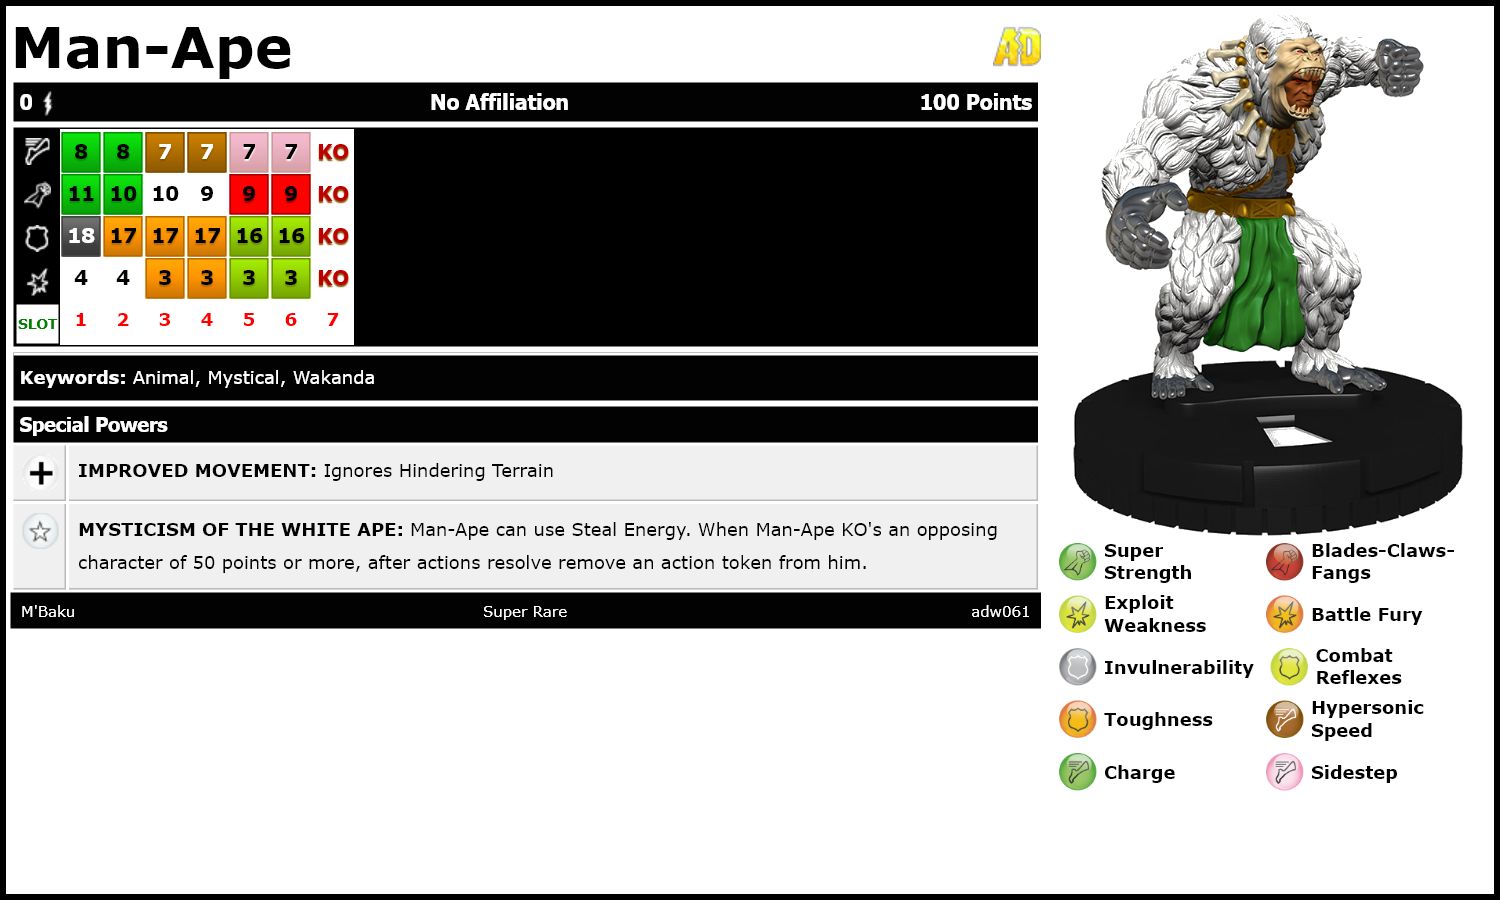 Man-Ape
AD
0 No Affiliation 100 Points
8 8 7 7 7 7 KO
11 10 10 9 9 9 KO
18 17 17 17 16 16 KO
4 4 3 3 3 3 KO
SLOT 1 2 3 4 5 6 7
Keywords: Animal, Mystical, Wakanda
Special Powers
IMPROVED MOVEMENT: Ignores Hindering Terrain
MYSTICISM OF THE WHITE APE: Man-Ape can use Steal Energy. When Man-Ape KO's an opposing
character of 50 points or more, after actions resolve remove an action token from him.
M'Baku Super Rare adw061
Super
Strength
Blades-Claws-
Fangs
Exploit
Weakness
Battle Fury
Invulnerability
Combat
Reflexes
Toughness
Hypersonic
Speed
Charge
Sidestep